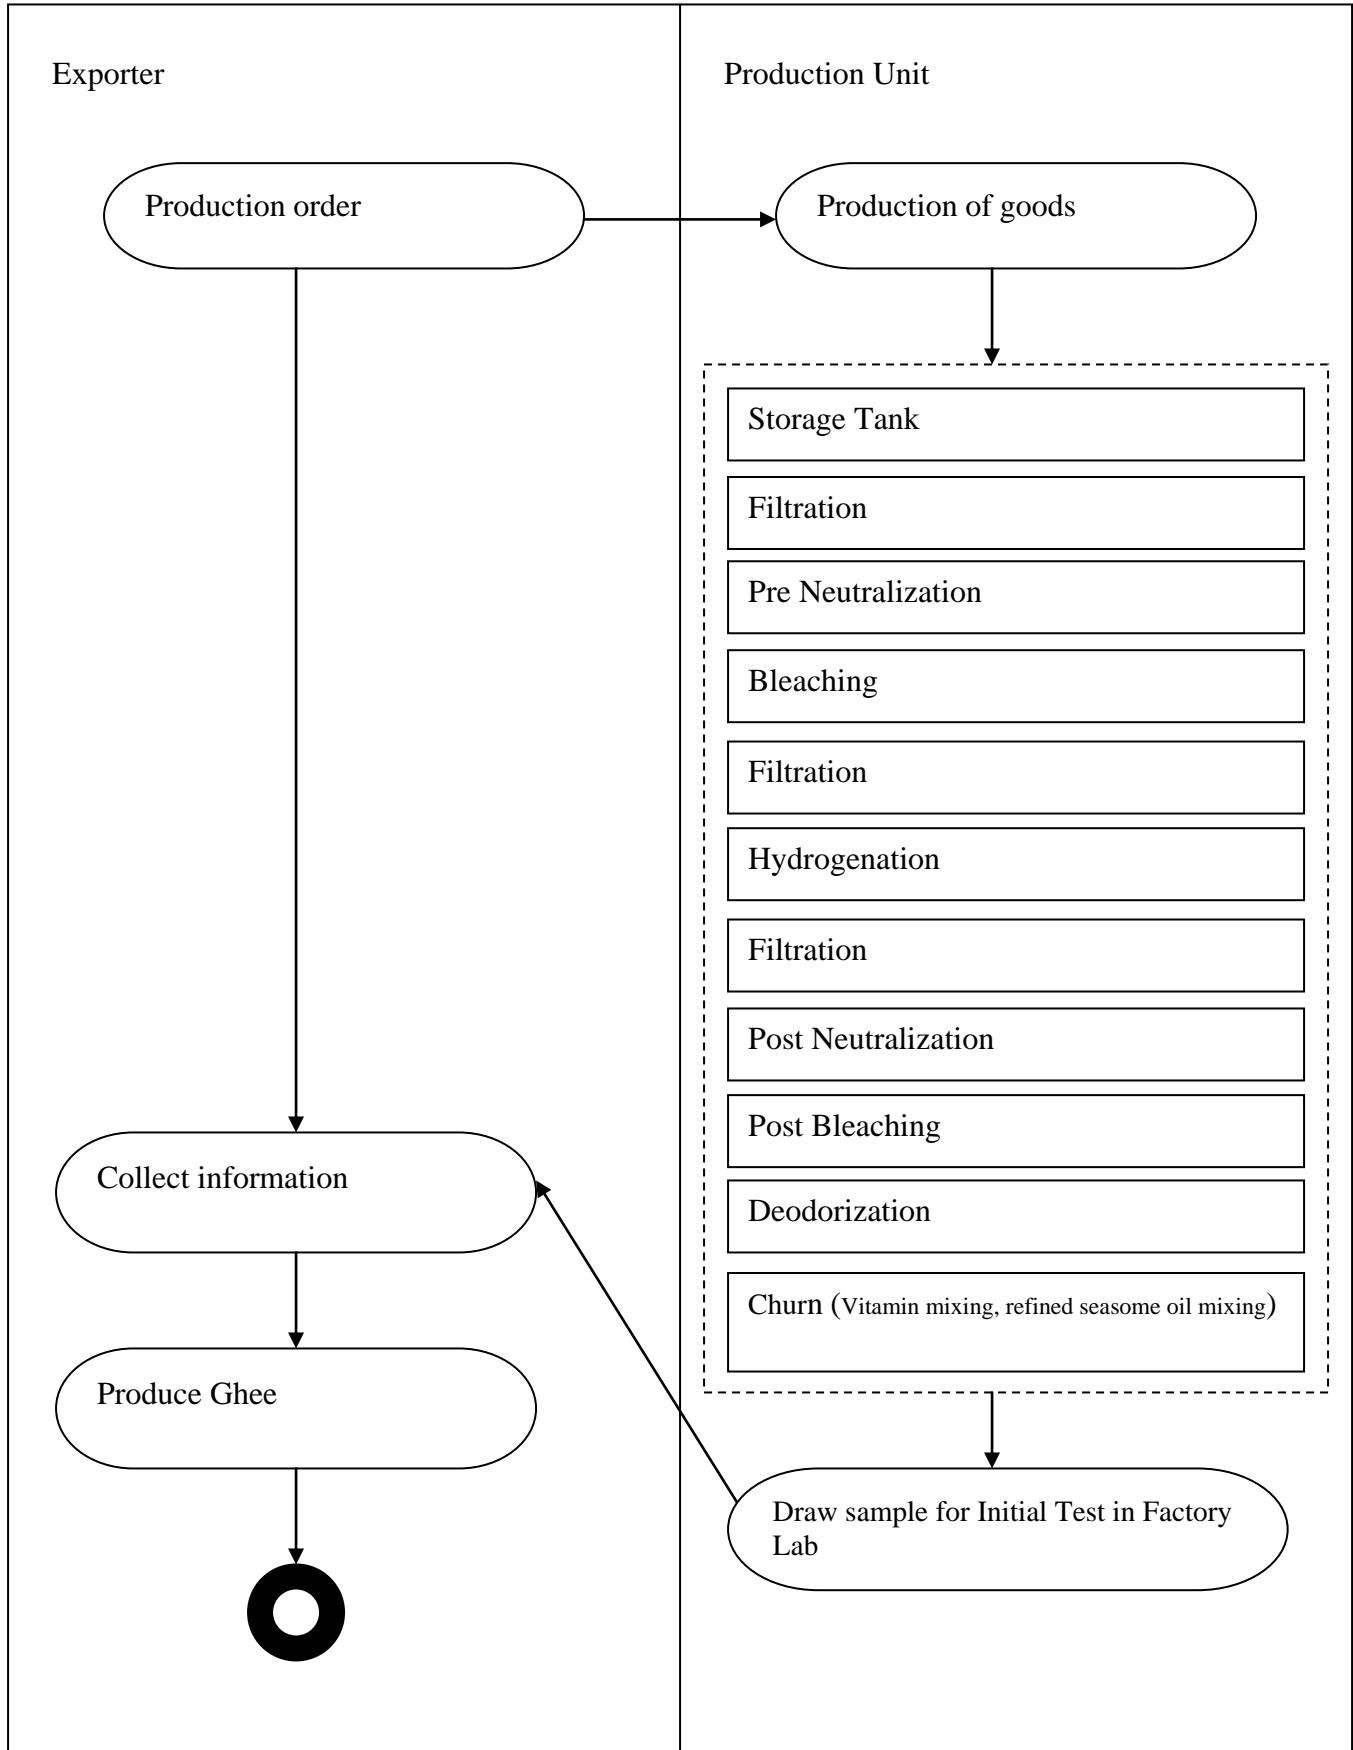 Exporter
Production Unit
Production order
Production of goods
Storage Tank
Filtration
Pre Neutralization
Bleaching
Filtration
Hydrogenation
Filtration
Post Neutralization
Post Bleaching
Deodorization
Churn (Vitamin mixing, refined seasome oil mixing)
Collect information
Produce Ghee
Draw sample for Initial Test in Factory
Lab